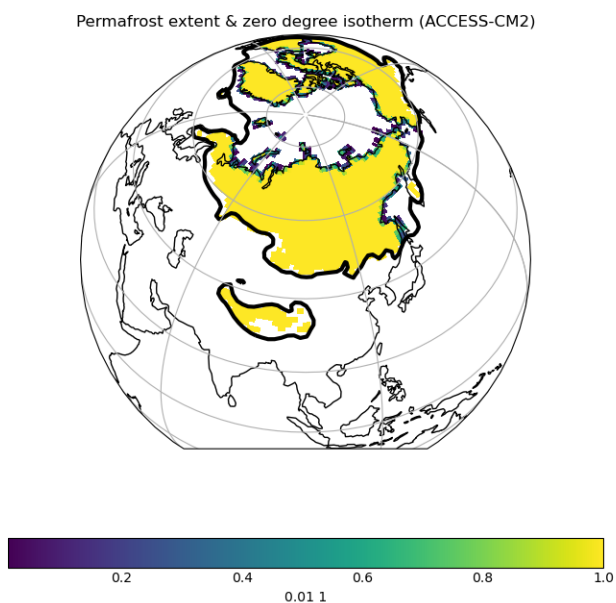 Permafrost extent & zero degree isotherm (ACCESS-CM2)
0.2 0.4 0.6 0.8 1.0
0.01 1